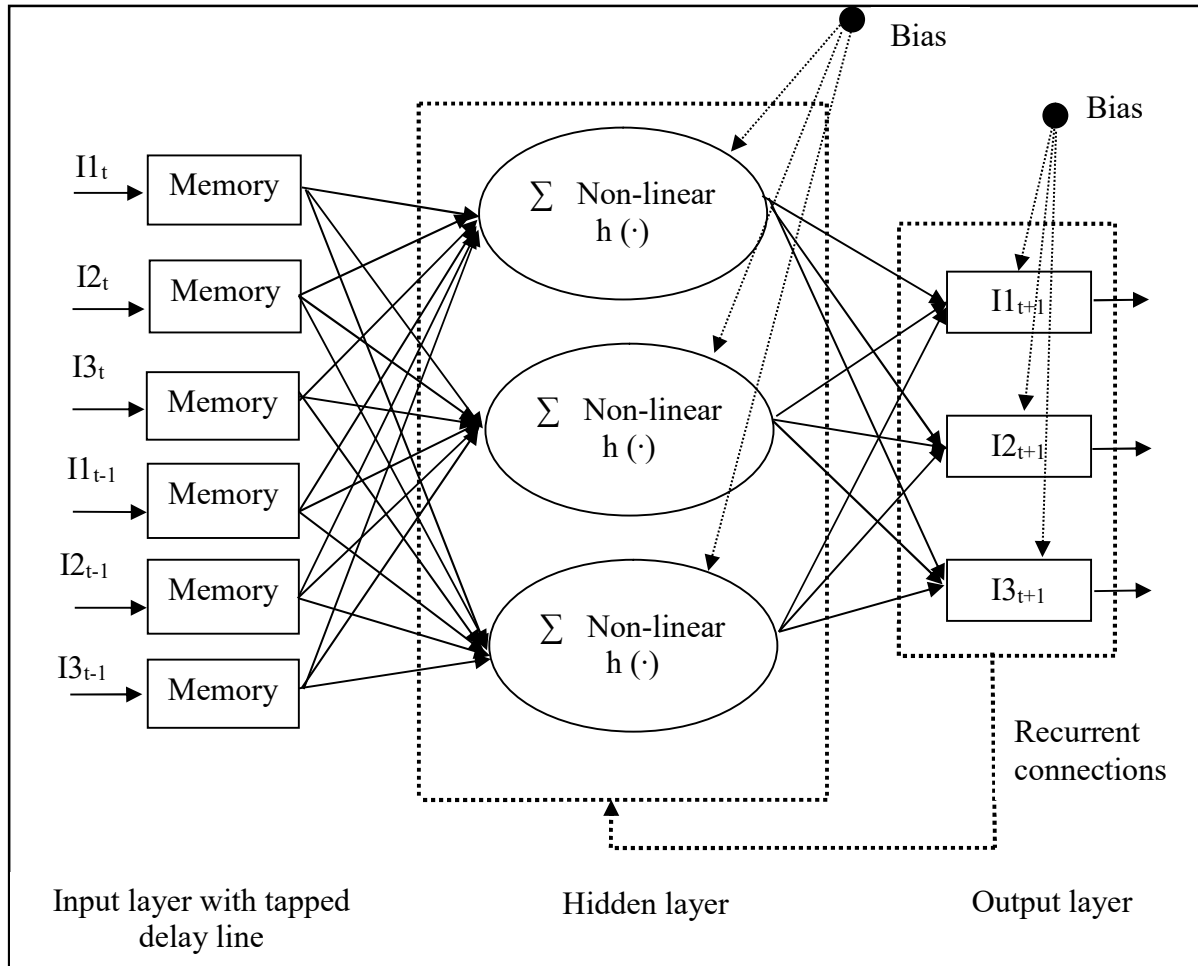 Bias
Bias
I1t
Memory
I2t
Memory
I3t
Memory
I1t-1
Memory
I2t-1
Memory
I3t-1
Memory
∑ Non-linear
h (·)
∑ Non-linear
h (·)
∑ Non-linear
h (·)
I1t+1
I2t+1
I3t+1
Recurrent
connections
Input layer with tapped
delay line
Hidden layer
Output layer